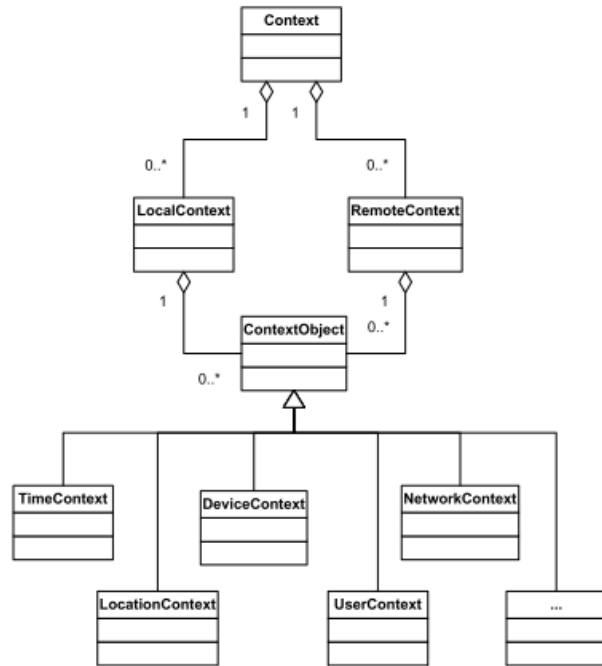 Context
1
1
0..*
0..*
LocalContext
RemoteContext
1
1
ContextObject
0..*
0..*
TimeContext
DeviceContext
NetworkContext
LocationContext
UserContext
...